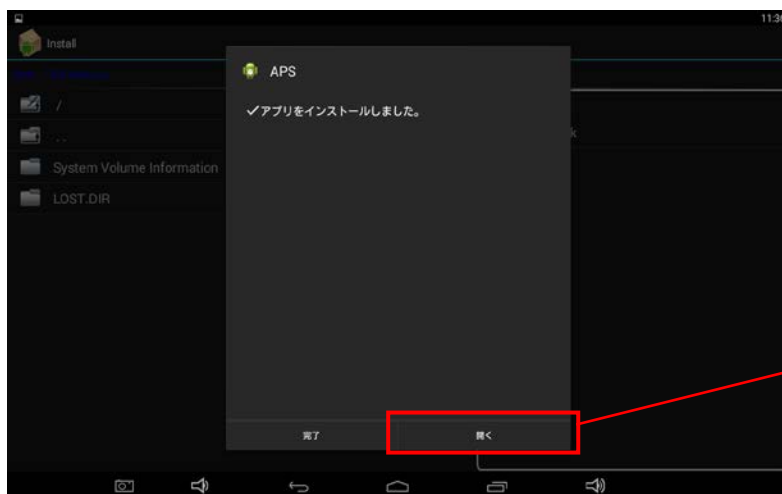 11:30
Install
APS
/
✓アプリをインストールしました。
. .
k
System Volume Information
LOST.DIR
完了
開く